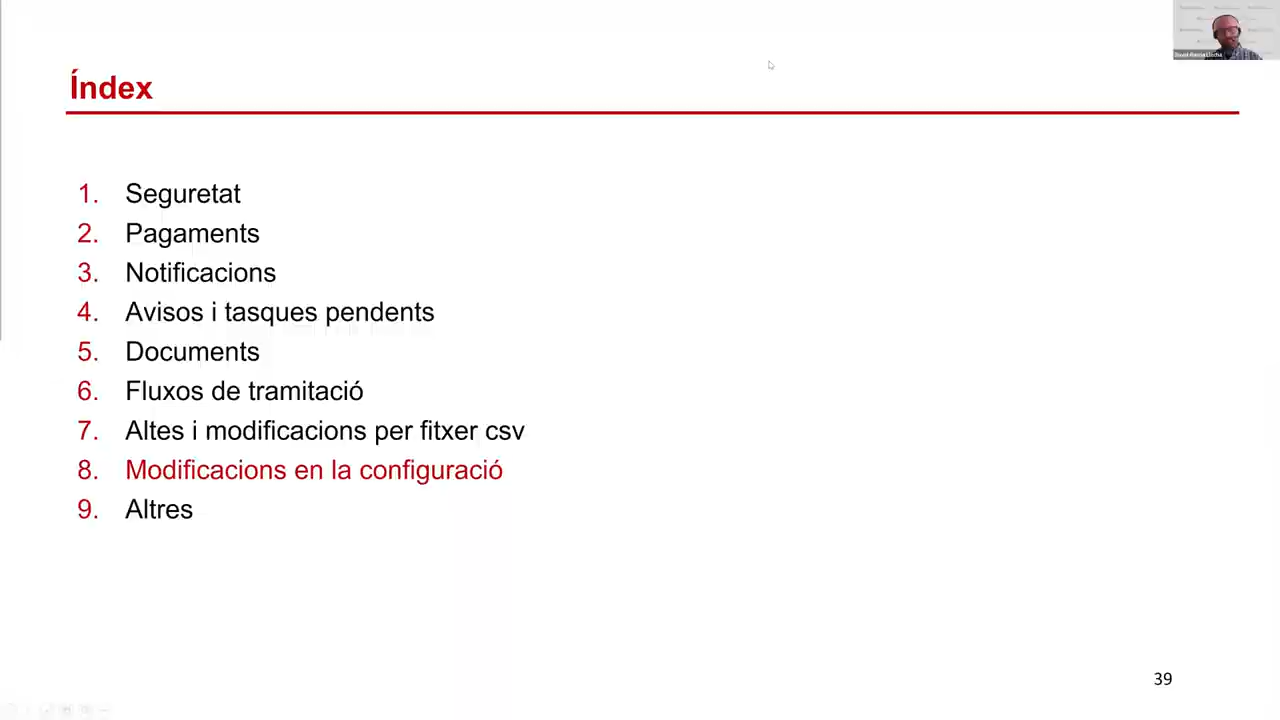 Índex
1. Seguretat
2. Pagaments
3. Notificacions
4. Avisos i tasques pendents
5. Documents
6. Fluxos de tramitació
7. Altes i modificacions per fitxer csv
8. Modificacions en la configuració
9. Altres
39